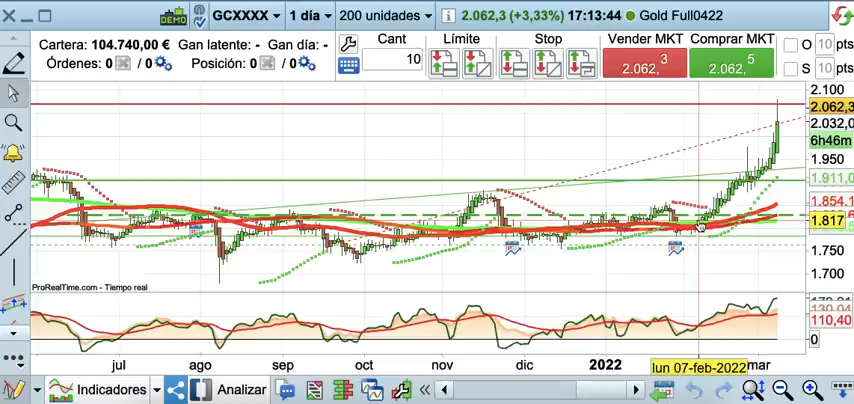 DEMO GCXXXX 1 día 200 unidades 2.062,3 (+3,33%) 17:13:44 Gold Full0422
Cartera: 104.740,00 € Gan latente: - Gan día: -
Órdenes: 0 / 0 Posición: 0 / 0
Cant Límite Stop Vender MKT Comprar MKT
10
2.062, 3
2.062, 5
O 10 pts
S 10 pts
2.100
2.062,3
2.032,0
6h46m
1.950
1.911,0
1.854,1
1.817
1.750
1.700
ProRealTime.com - Tiempo real
110,40
0
jul ago sep oct nov dic 2022 lun 07-feb-2022 mar
Indicadores Analizar